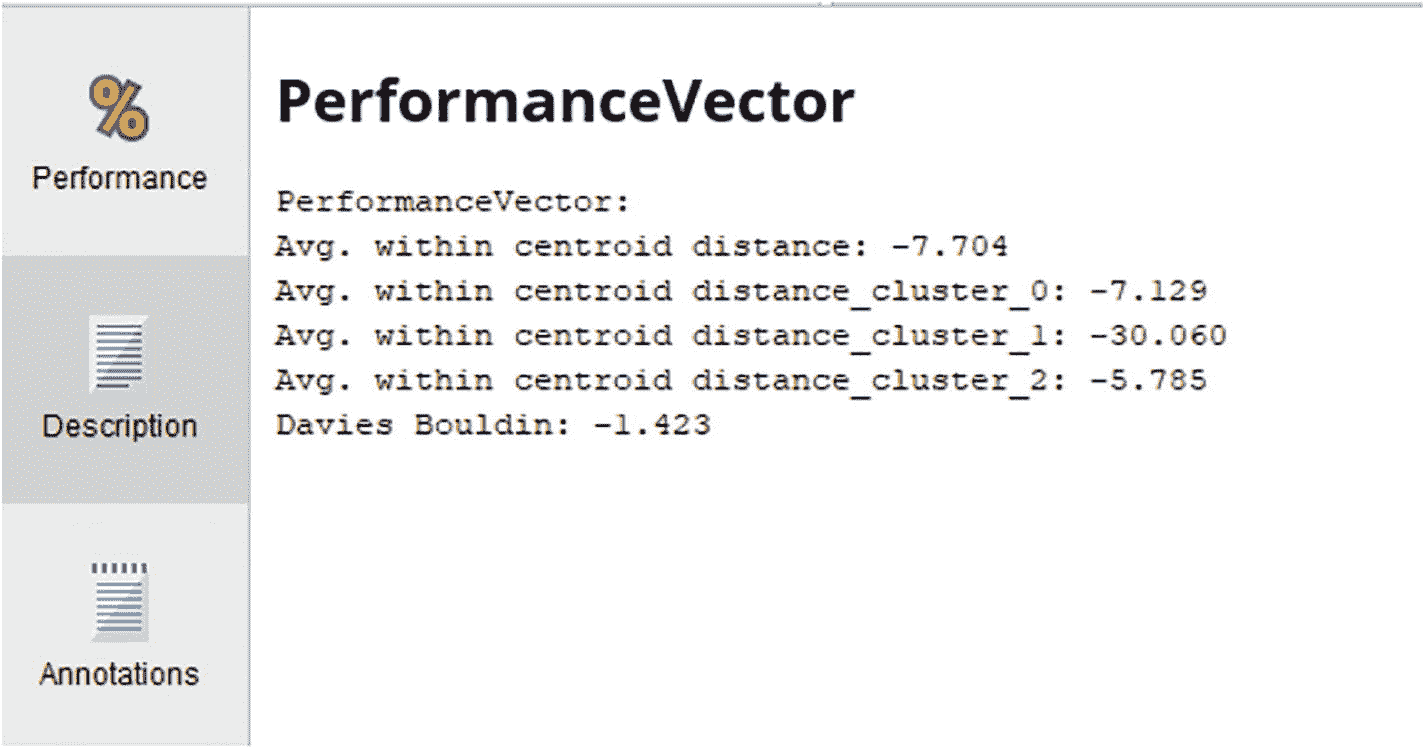 Performance
Description
Annotations
PerformanceVector
PerformanceVector:
Avg. within centroid distance: -7.704
Avg. within centroid distance_cluster_0: -7.129
Avg. within centroid distance_cluster_1: -30.060
Avg. within centroid distance_cluster_2: -5.785
Davies Bouldin: -1.423